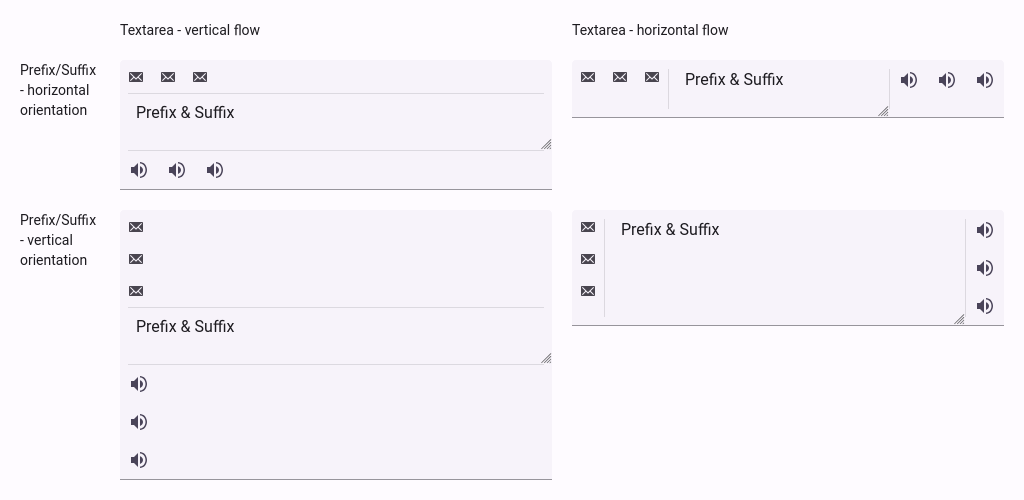 Textarea - vertical flow
Textarea - horizontal flow
Prefix/Suffix
- horizontal
orientation
Prefix & Suffix
Prefix & Suffix
Prefix/Suffix
- vertical
orientation
Prefix & Suffix
Prefix & Suffix